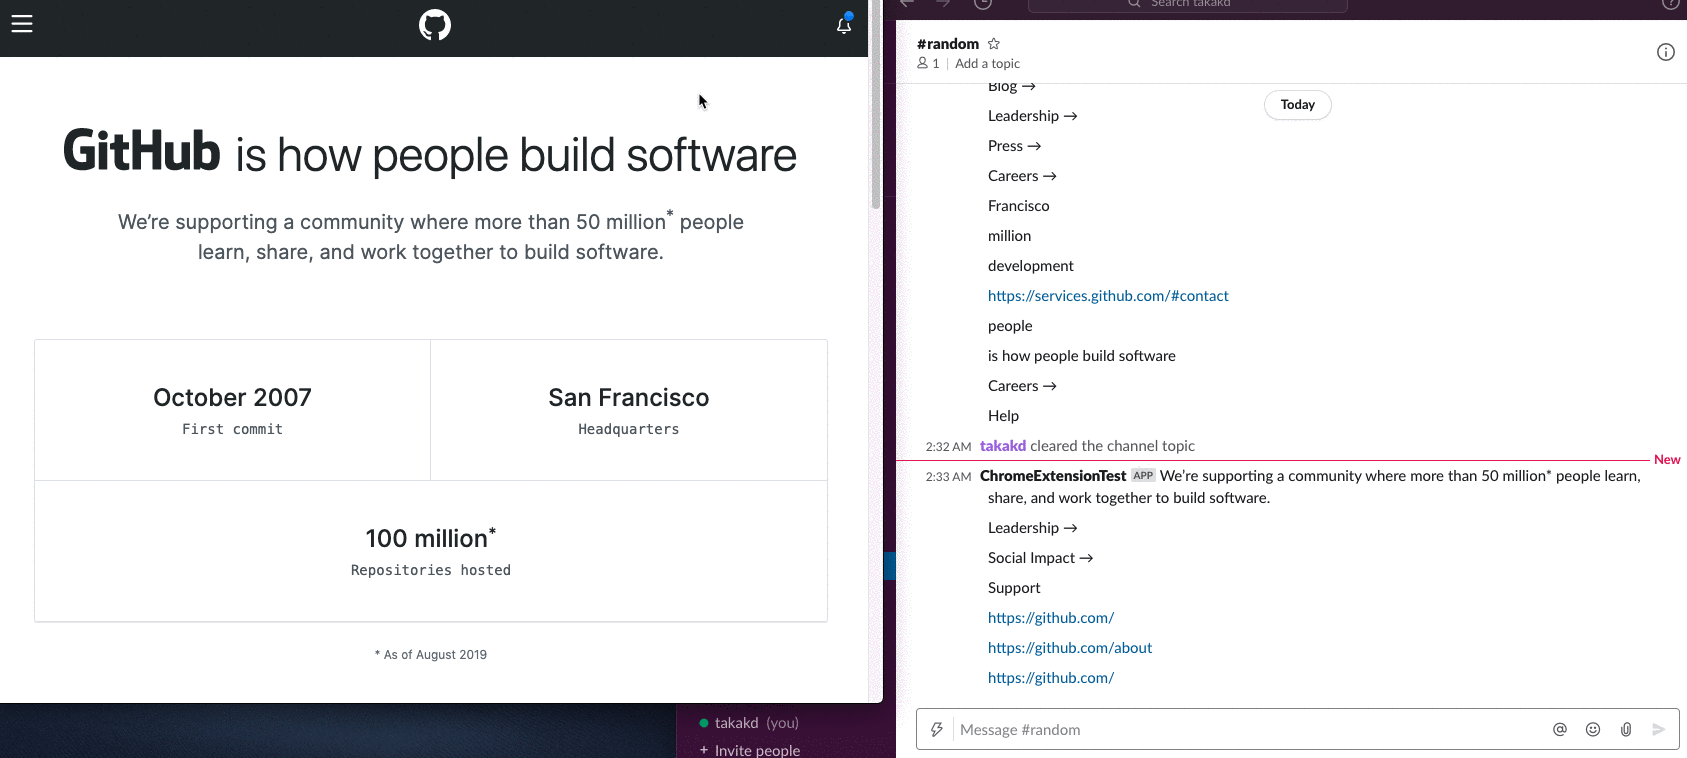 GitHub is how people build software
We’re supporting a community where more than 50 million* people
learn, share, and work together to build software.
October 2007
First commit
San Francisco
Headquarters
100 million*
Repositories hosted
* As of August 2019
takakd (you)
+ Invite people
Search takakd
#random
1 | Add a topic
Today
Blog →
Leadership →
Press →
Careers →
Francisco
million
development
https://services.github.com/#contact
people
is how people build software
Careers →
Help
2:32 AM takakd cleared the channel topic
New
2:33 AM ChromeExtensionTest APP We’re supporting a community where more than 50 million* people learn,
share, and work together to build software.
Leadership →
Social Impact →
Support
https://github.com/
https://github.com/about
https://github.com/
Message #random